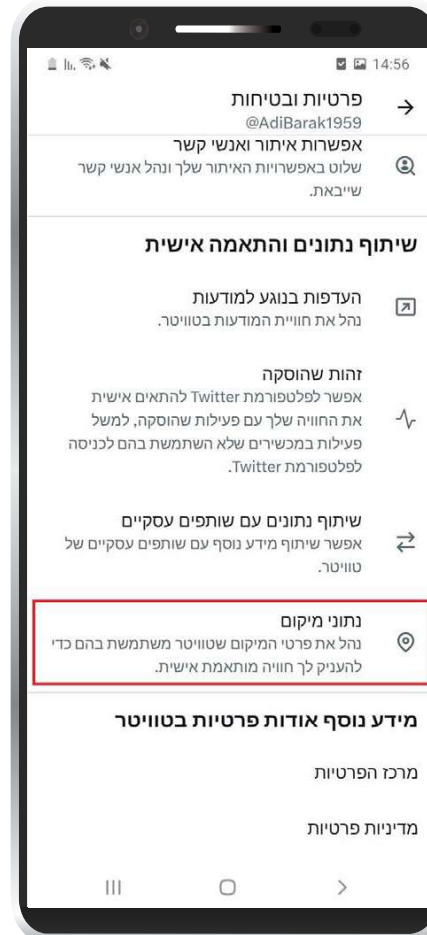 14:56
פרטיות ובטיחות
@AdiBarak1959
אפשרות איתור ואנשי קשר
שלוט באפשרויות האיתור שלך ונהל אנשי קשר
שייבאת.
שיתוף נתונים והתאמה אישית
העדפות בנוגע למודעות
נהל את חוויית המודעות בטוויטר.
זהות שהוסקה
אפשר לפלטפורמת Twitter להתאים אישית
את החוויה שלך עם פעילות שהוסקה, למשל
פעילות במכשירים שלא השתמשת בהם לכניסה
לפלטפורמת Twitter.
שיתוף נתונים עם שותפים עסקיים
אפשר שיתוף מידע נוסף עם שותפים עסקיים של
טוויטר.
נתוני מיקום
נהל את פרטי המיקום שטוויטר משתמשת בהם כדי
להעניק לך חוויה מותאמת אישית.
מידע נוסף אודות פרטיות בטוויטר
מרכז הפרטיות
מדיניות פרטיות